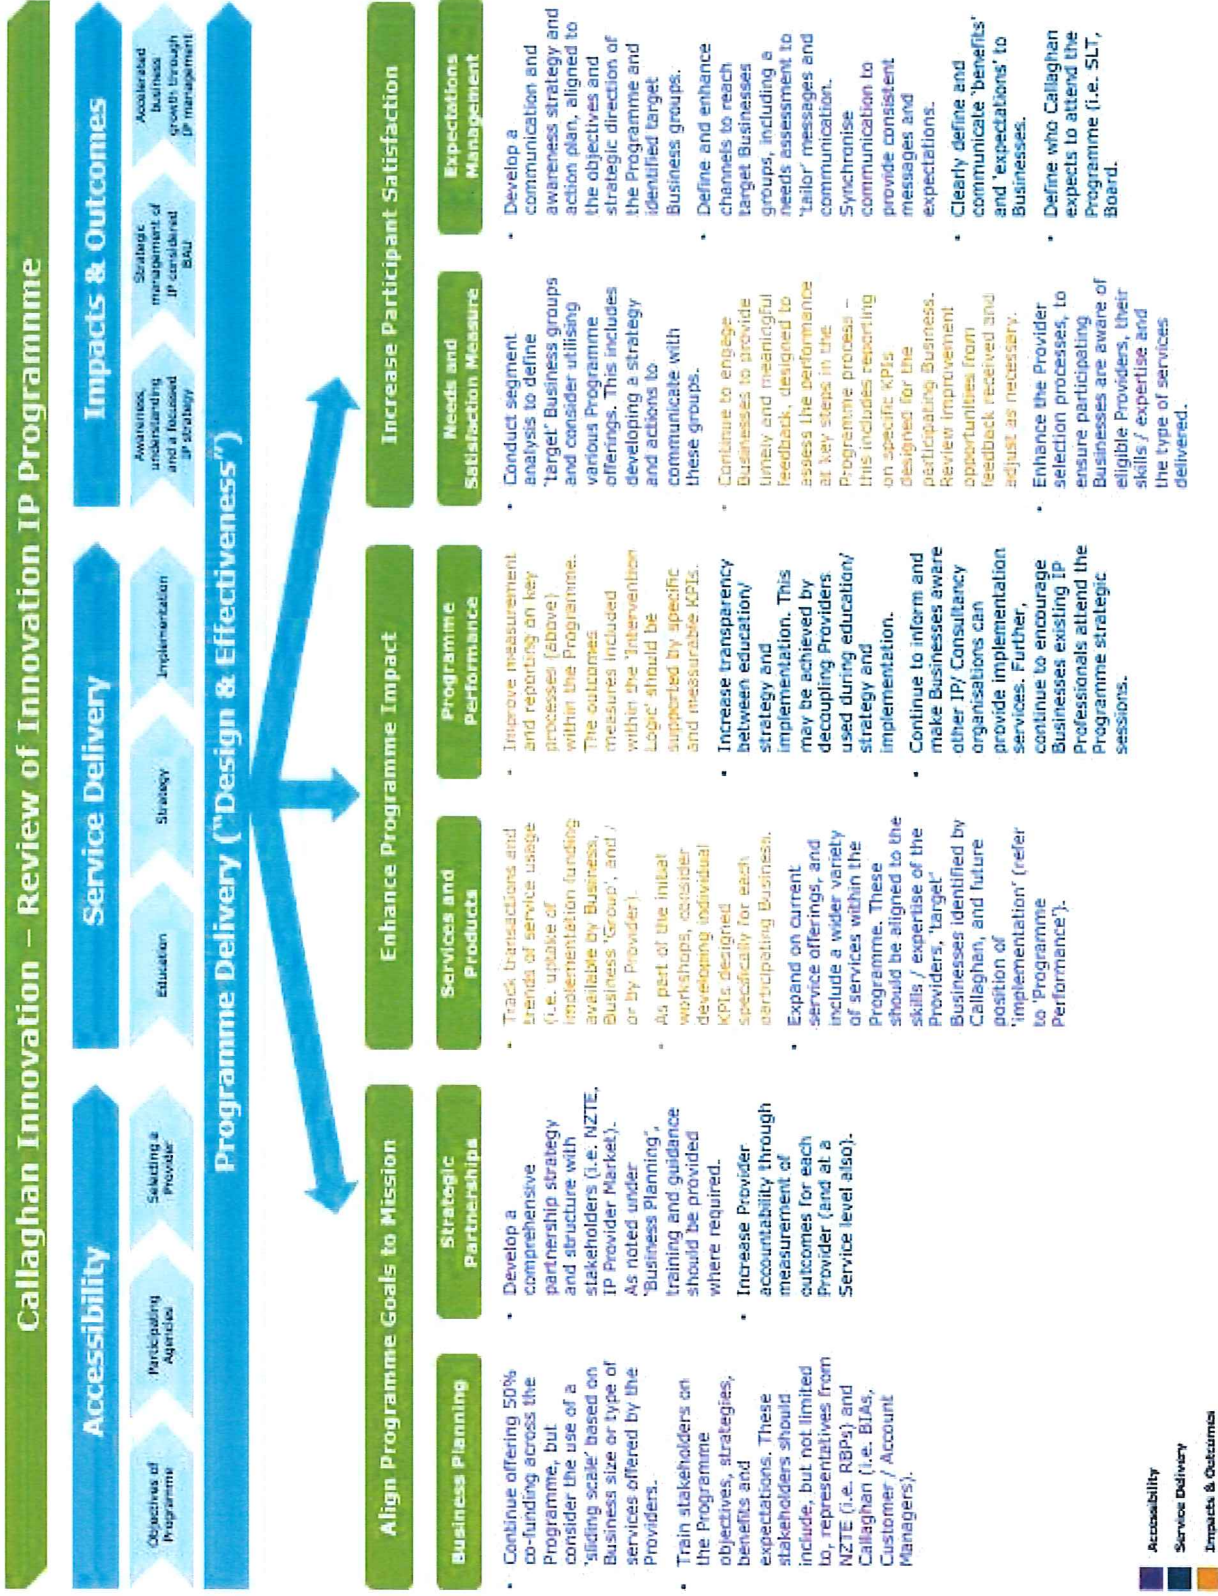 Callaghan Innovation – Review of Innovation IP Programme
Accessibility
Service Delivery
Impacts & Outcomes
Objectives of
Programme
Participating
Agencies
Selecting a
Provider
Education
Strategy
Implementation
Awareness,
understanding
and a focussed
IP strategy
Strategic
management of
IP considered
BAU
Accelerated
business
growth through
IP management
Programme Delivery ("Design & Effectiveness")
Align Programme Goals to Mission
Enhance Programme Impact
Increase Participant Satisfaction
Business Planning
• Continue offering 50%
co-funding across the
Programme, but
consider the use of a
'sliding scale' based on
Business size or type of
services offered by the
Providers.
• Train stakeholders on
the Programme
objectives, strategies,
benefits and
expectations. These
stakeholders should
include, but not limited
to, representatives from
NZTE (i.e. RBPs) and
Callaghan (i.e. BIAs,
Customer / Account
Managers).
Strategic
Partnerships
• Develop a
comprehensive
partnership strategy
and structure with
stakeholders (i.e. NZTE,
IP Provider Market).
As noted under
'Business Planning',
training and guidance
should be provided
where required.
• Increase Provider
accountability through
measurement of
outcomes for each
Provider (and at a
Service level also).
Services and
Products
• Track transactions and
trends of service usage
(i.e. uptake of
implementation funding
available by Business,
Business 'Group', and /
or by Provider).
• As part of the initial
workshops, consider
developing individual
KPIs designed
specifically for each
participating Business.
• Expand on current
service offerings, and
include a wider variety
of services within the
Programme. These
should be aligned to the
skills / expertise of the
Providers, 'target'
Businesses identified by
Callaghan, and future
position of
'implementation' (refer
to 'Programme
Performance').
Programme
Performance
• Improve measurement
and reporting on key
processes (above)
within the Programme.
The outcomes
measures included
within the 'Intervention
Logic' should be
supported by specific
and measurable KPIs.
• Increase transparency
between education/
strategy and
implementation. This
may be achieved by
decoupling Providers
used during education/
strategy and
implementation.
• Continue to inform and
make Businesses aware
other IP/ Consultancy
organisations can
provide implementation
services. Further,
continue to encourage
Businesses existing IP
Professionals attend the
Programme strategic
sessions.
Needs and
Satisfaction Measure
• Conduct segment
analysis to define
'target' Business groups
and consider utilising
various Programme
offerings. This includes
developing a strategy
and actions to
communicate with
these groups.
• Continue to engage
Businesses to provide
timely and meaningful
feedback, designed to
assess the performance
at key steps in the
Programme process –
this includes reporting
on specific KPIs
designed for the
participating Business.
Review improvement
opportunities from
feedback received and
adjust as necessary.
• Enhance the Provider
selection processes, to
ensure participating
Businesses are aware of
eligible Providers, their
skills / expertise and
the type of services
delivered.
Expectations
Management
• Develop a
communication and
awareness strategy and
action plan, aligned to
the objectives and
strategic direction of
the Programme and
identified target
Business groups.
• Define and enhance
channels to reach
target Businesses
groups, including a
needs assessment to
'tailor' messages and
communication.
Synchronise
communication to
provide consistent
messages and
expectations.
• Clearly define and
communicate 'benefits'
and 'expectations' to
Businesses.
• Define who Callaghan
expects to attend the
Programme (i.e. SLT,
Board.
Accessibility
Service Delivery
Impacts & Outcomes